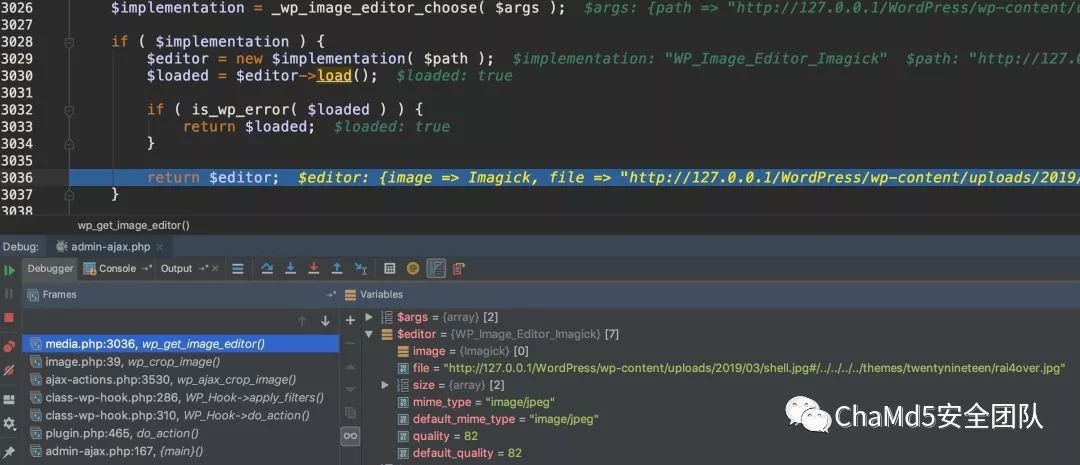 3026 $implementation = _wp_image_editor_choose( $args ); $args: {path => "http://127.0.0.1/WordPress/wp-content/u
3027
3028 if ( $implementation ) {
3029 $editor = new $implementation( $path ); $implementation: "WP_Image_Editor_Imagick" $path: "http://127.0
3030 $loaded = $editor->load(); $loaded: true
3031
3032 if ( is_wp_error( $loaded ) ) {
3033 return $loaded; $loaded: true
3034 }
3035
3036 return $editor; $editor: {image => Imagick, file => "http://127.0.0.1/WordPress/wp-content/uploads/2019/
3037 }
3038
wp_get_image_editor()
Debug: admin-ajax.php
Debugger Console Output
Frames
Variables
media.php:3036, wp_get_image_editor()
image.php:39, wp_crop_image()
ajax-actions.php:3530, wp_ajax_crop_image()
class-wp-hook.php:286, WP_Hook->apply_filters()
class-wp-hook.php:310, WP_Hook->do_action()
plugin.php:465, do_action()
admin-ajax.php:167, {main}()
$args = {array} [2]
$editor = {WP_Image_Editor_Imagick} [7]
image = {Imagick} [0]
file = "http://127.0.0.1/WordPress/wp-content/uploads/2019/03/shell.jpg#/../../../../themes/twentynineteen/rai4over.jpg"
size = {array} [2]
mime_type = "image/jpeg"
default_mime_type = "image/jpeg"
quality = 82
default_quality = 82
ChaMd5安全团队